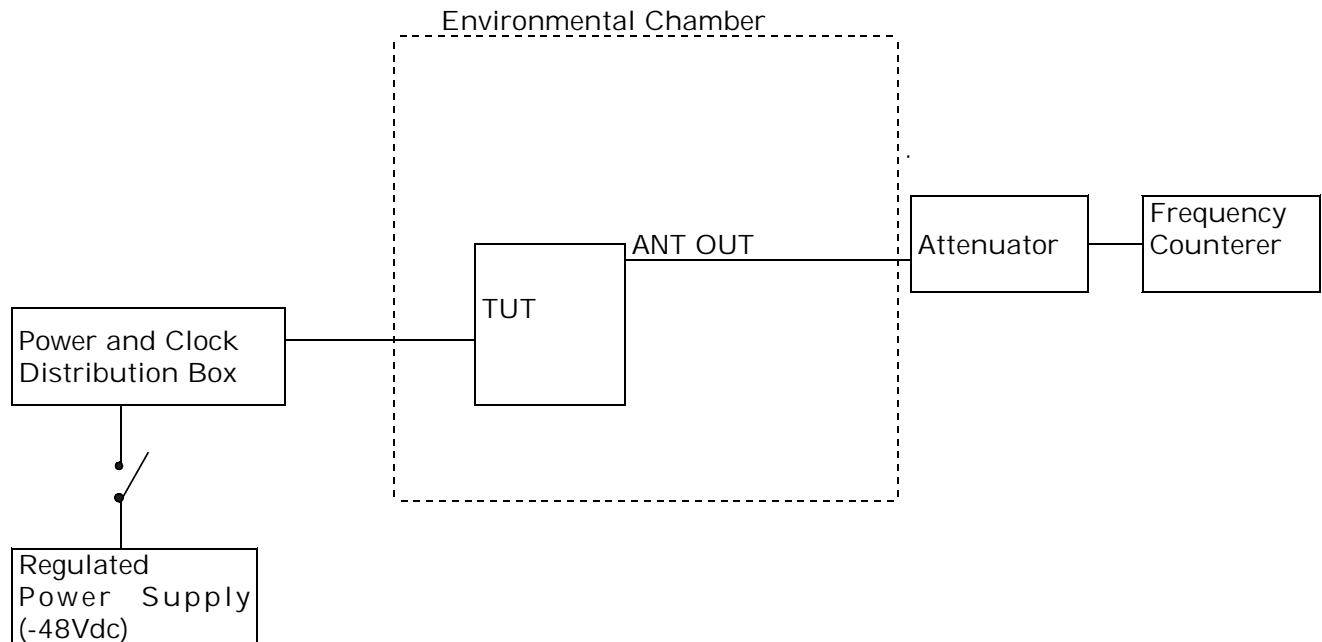 Environmental Chamber
ANT OUT
Attenuator
Frequency
Counterer
TUT
Power and Clock
Distribution Box
Regulated
Power Supply
(-48Vdc)